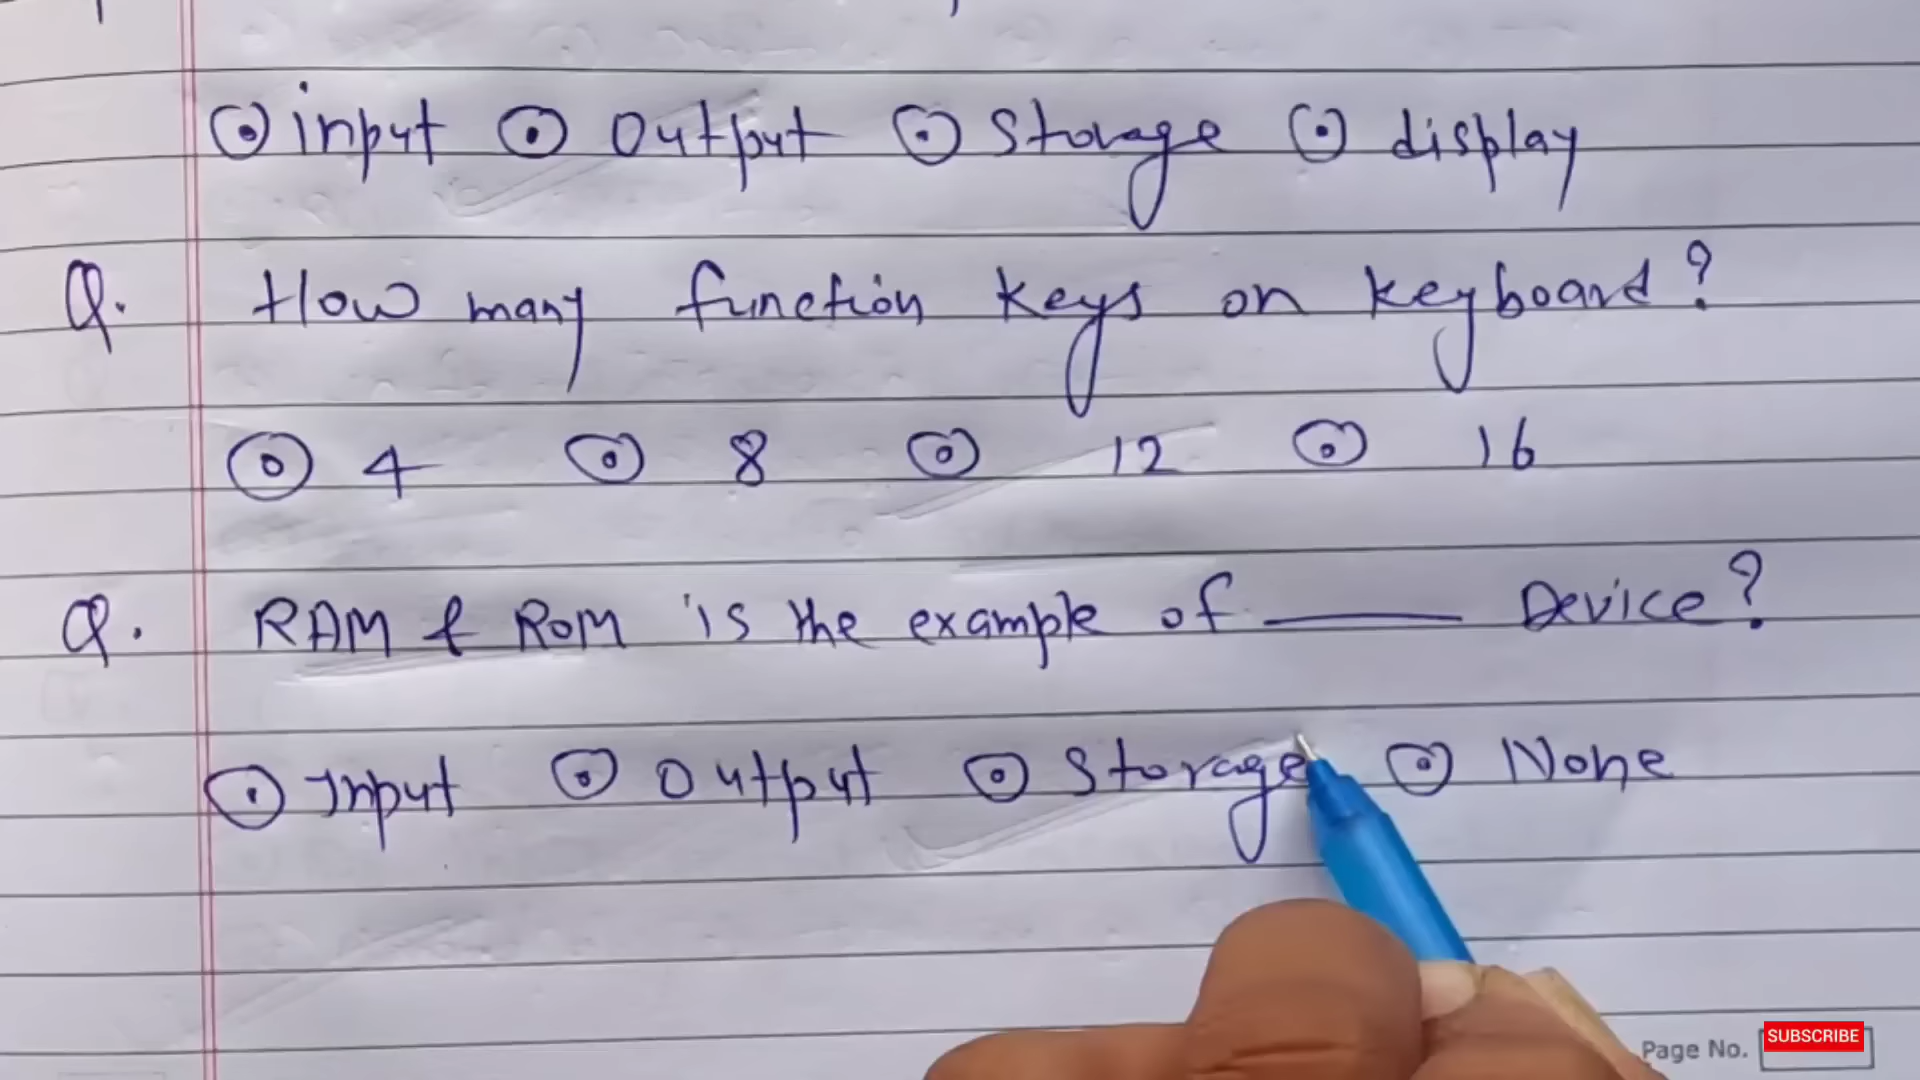 input Output Storage display
Q. How many function keys on keyboard?
4 8 12 16
Q. RAM & ROM is the example of ______ Device?
Input Output Storage None
Page No. SUBSCRIBE